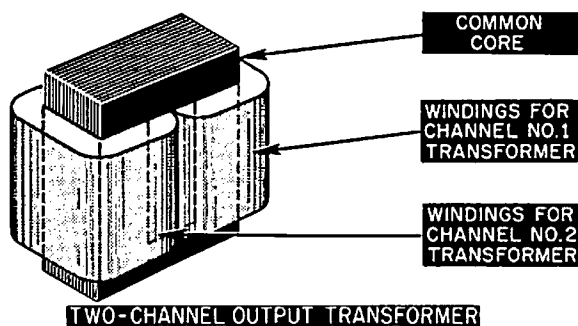 COMMON
CORE
WINDINGS FOR
CHANNEL NO.1
TRANSFORMER
WINDINGS FOR
CHANNEL NO.2
TRANSFORMER
TWO-CHANNEL OUTPUT TRANSFORMER